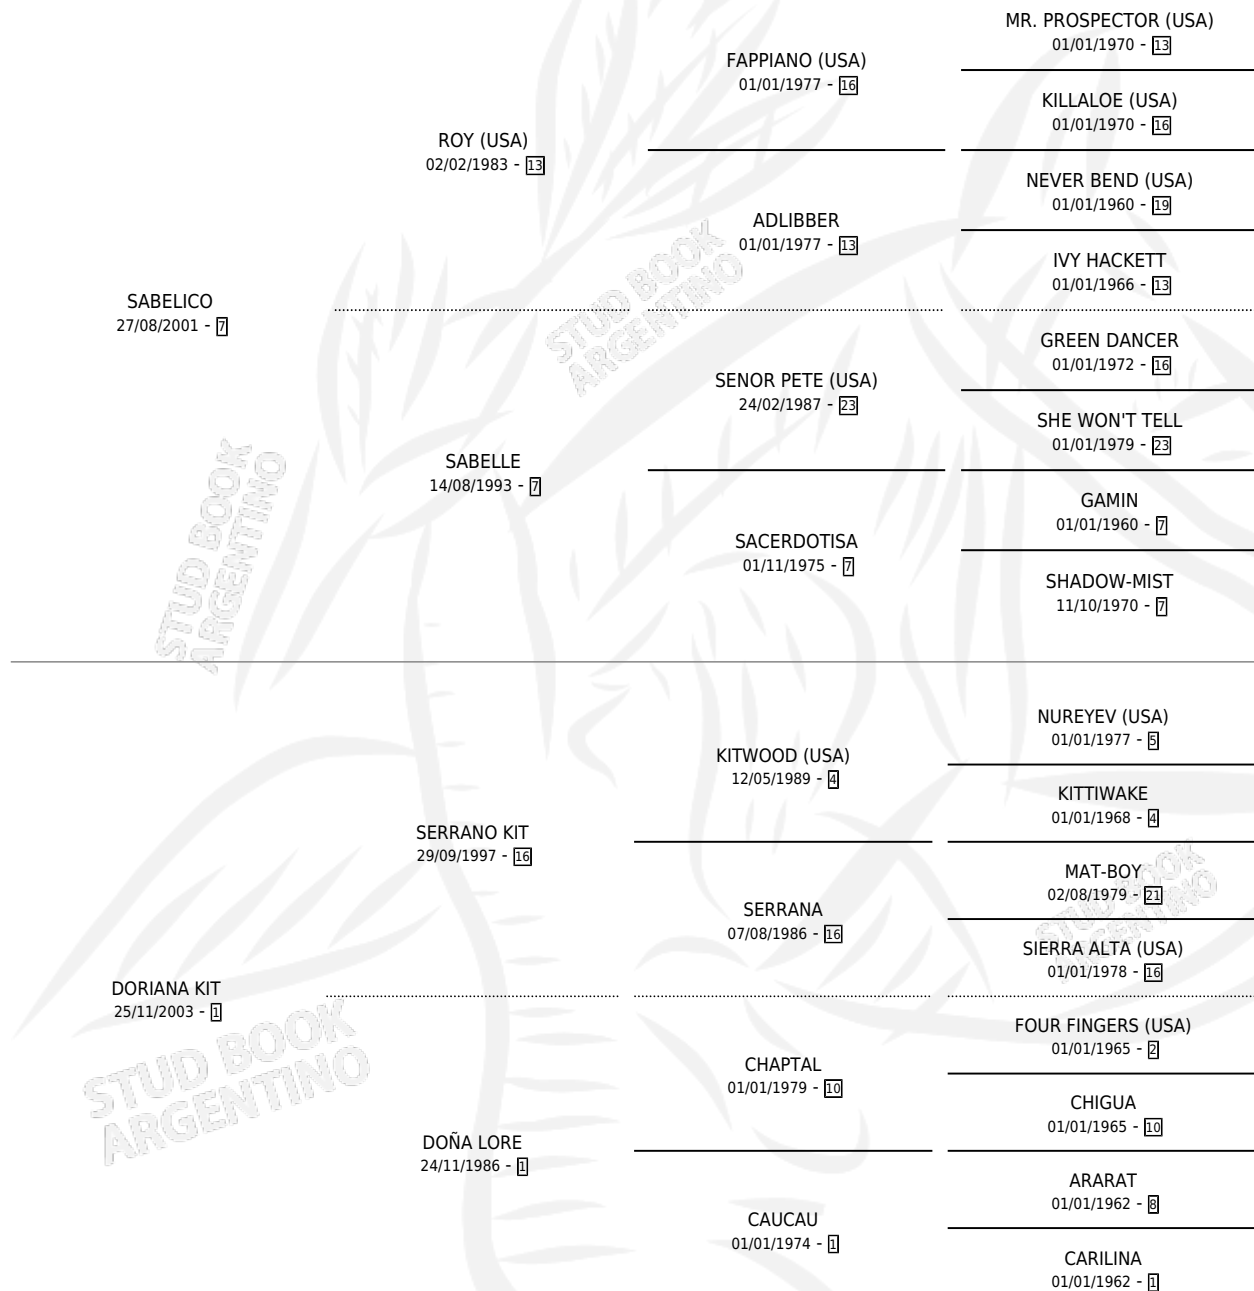 MR. PROSPECTOR (USA)
01/01/1970 - 13
FAPPIANO (USA)
01/01/1977 - 16
KILLALOE (USA)
01/01/1970 - 16
ROY (USA)
02/02/1983 - 13
NEVER BEND (USA)
01/01/1960 - 19
ADLIBBER
01/01/1977 - 13
IVY HACKETT
01/01/1966 - 13
SABELICO
27/08/2001 - 7
GREEN DANCER
01/01/1972 - 16
SENOR PETE (USA)
24/02/1987 - 23
SHE WON'T TELL
01/01/1979 - 23
SABELLE
14/08/1993 - 7
GAMIN
01/01/1960 - 7
SACERDOTISA
01/11/1975 - 7
SHADOW-MIST
11/10/1970 - 7
NUREYEV (USA)
01/01/1977 - 5
KITWOOD (USA)
12/05/1989 - 4
KITTIWAKE
01/01/1968 - 4
SERRANO KIT
29/09/1997 - 16
MAT-BOY
02/08/1979 - 21
SERRANA
07/08/1986 - 16
SIERRA ALTA (USA)
01/01/1978 - 16
DORIANA KIT
25/11/2003 - 1
FOUR FINGERS (USA)
01/01/1965 - 2
CHAPTAL
01/01/1979 - 10
CHIGUA
01/01/1965 - 10
DOÑA LORE
24/11/1986 - 1
ARARAT
01/01/1962 - 8
CAUCAU
01/01/1974 - 1
CARILINA
01/01/1962 - 1
STUD BOOK
ARGENTINO
STUD BOOK
ARGENTINO
STUD BOOK
ARGENTINO
STUD BOOK
ARGENTINO